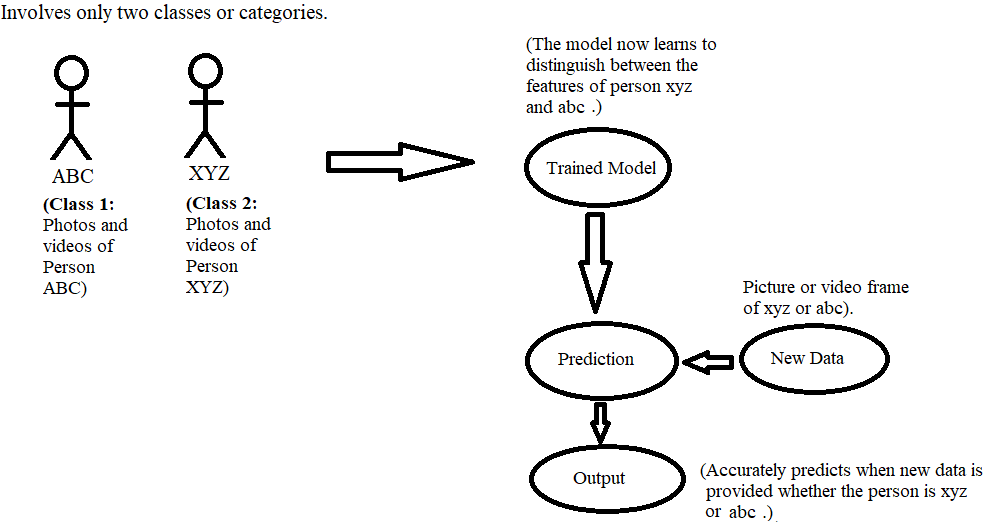 Involves only two classes or categories.
ABC
(Class 1:
Photos and
videos of
Person
ABC)
XYZ
(Class 2:
Photos and
videos of
Person
XYZ)
(The model now learns to
distinguish between the
features of person xyz
and abc .)
Trained Model
Picture or video frame
of xyz or abc).
Prediction
New Data
Output
(Accurately predicts when new data is
provided whether the person is xyz
or abc .)